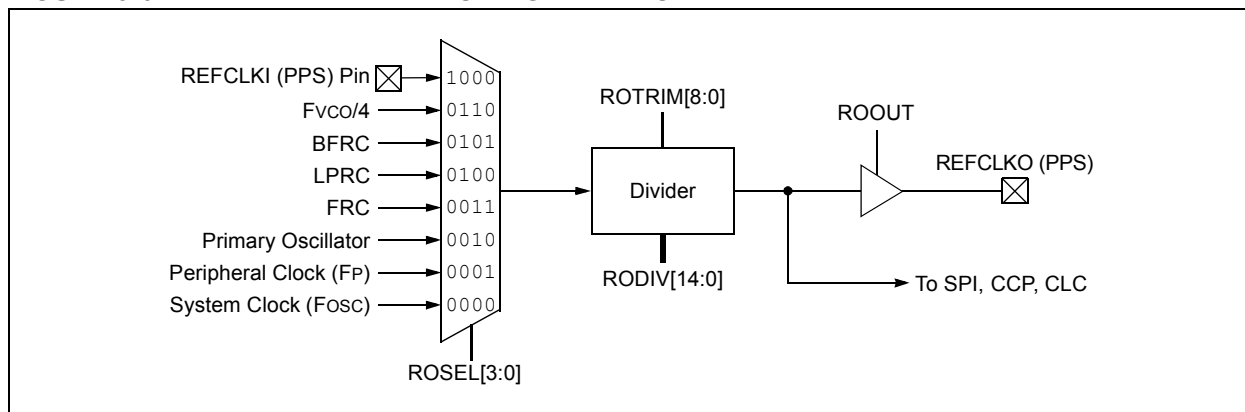 REFCLKI (PPS) Pin
1000
FVCO/4
0110
BFRC
0101
LPRC
0100
FRC
0011
Primary Oscillator
0010
Peripheral Clock (FP)
0001
System Clock (FOSC)
0000
ROSEL[3:0]
ROTRIM[8:0]
Divider
RODIV[14:0]
ROOUT
REFCLKO (PPS)
To SPI, CCP, CLC